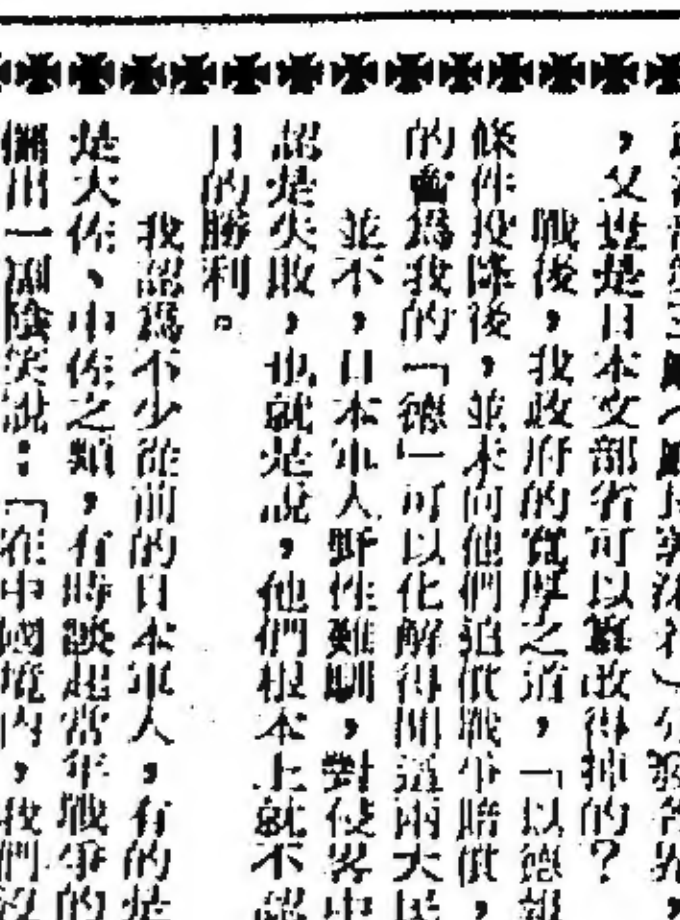 ，又豈是日本文部省可以竄改得掉的？
戰後，我政府的寬厚之道，「以德報
條件投降後，並未向他們追償戰爭賠償，
的當爲我的「德」可以化解得開這兩大民
並不，日本軍人野性難馴，對侵畧中
認是失敗，也就是說，他們根本上就不認
日的勝利。
我認爲不少從前的日本軍人，有的是
是大佐、中佐之類，有時談起當年戰爭的
出一副陰笑說：「在中國境內，我們沒